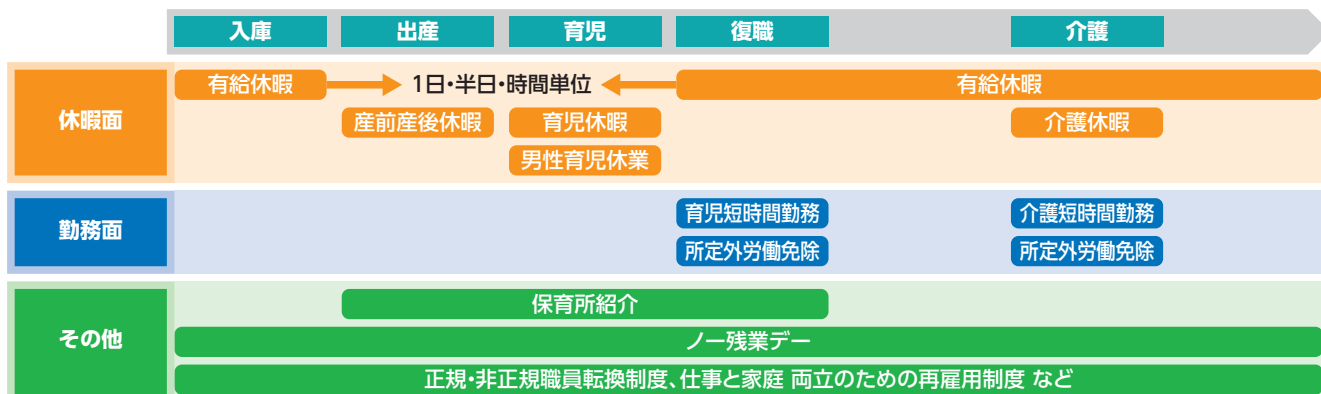 入庫 出産 育児 復職 介護
休暇面
有給休暇 1日・半日・時間単位 有給休暇
産前産後休暇 育児休暇 介護休暇
男性育児休業
勤務面
育児短時間勤務 介護短時間勤務
所定外労働免除 所定外労働免除
その他
保育所紹介
ノー残業デー
正規・非正規職員転換制度、仕事と家庭 両立のための再雇用制度 など